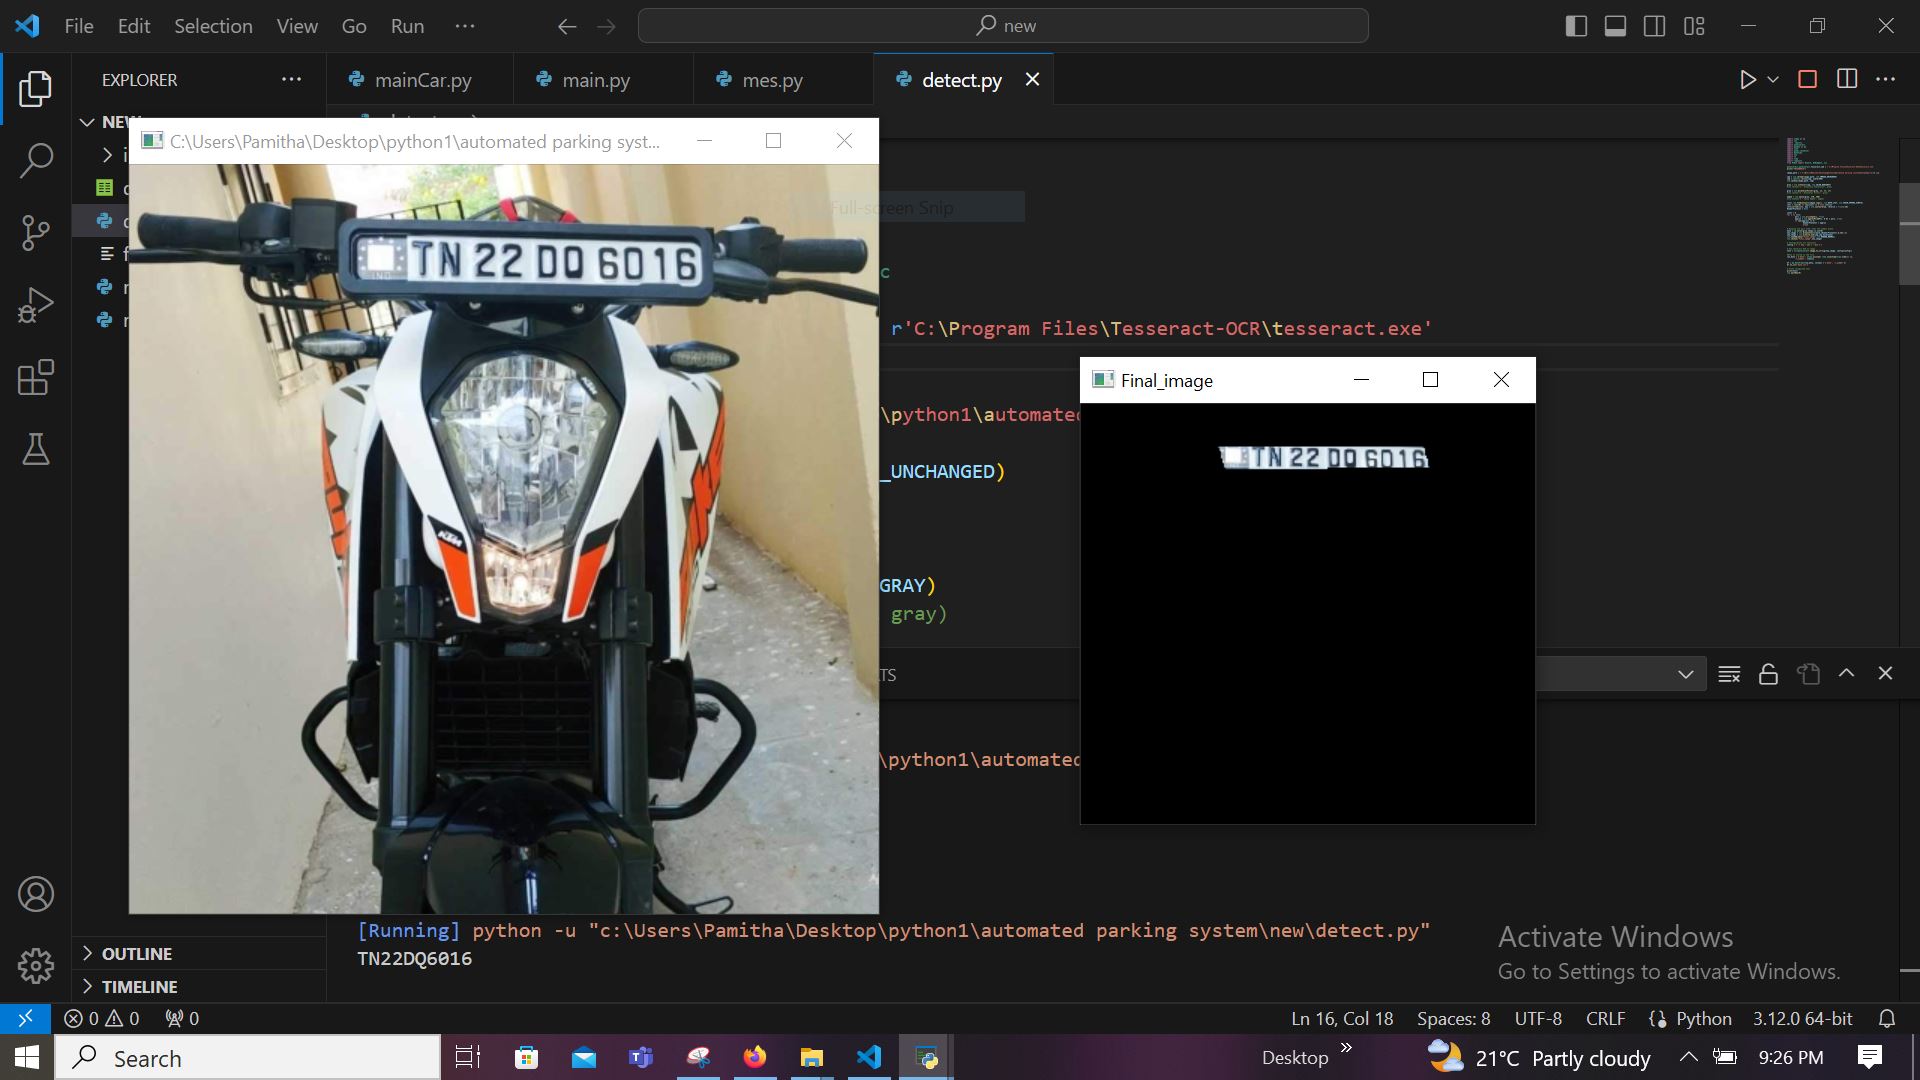 File Edit Selection View Go Run ···
new
EXPLORER ···
mainCar.py
main.py
mes.py
detect.py
NEW
C:\Users\Pamitha\Desktop\python1\automated parking syst...
Full-screen Snip
IND
TN 22 DQ 6016
KTM
c
r'C:\Program Files\Tesseract-OCR\tesseract.exe'
Final_image
\python1\automated
TN 22 DQ 6016
_UNCHANGED)
GRAY)
gray)
TS
\python1\automated
[Running] python -u "c:\Users\Pamitha\Desktop\python1\automated parking system\new\detect.py"
TN22DQ6016
OUTLINE
TIMELINE
Activate Windows
Go to Settings to activate Windows.
0 0 0
Ln 16, Col 18 Spaces: 8 UTF-8 CRLF Python 3.12.0 64-bit
Search
Desktop
21°C Partly cloudy
9:26 PM